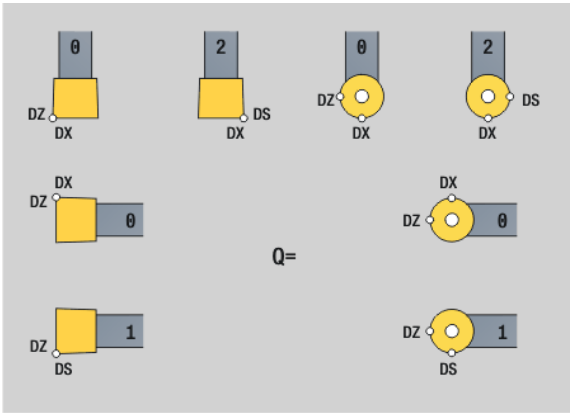 0 2 0 2
DZ DS DZ DS
DX DX DX DX
DX DX
DZ 0 DZ 0
Q=
DZ 1 DZ 1
DS DS